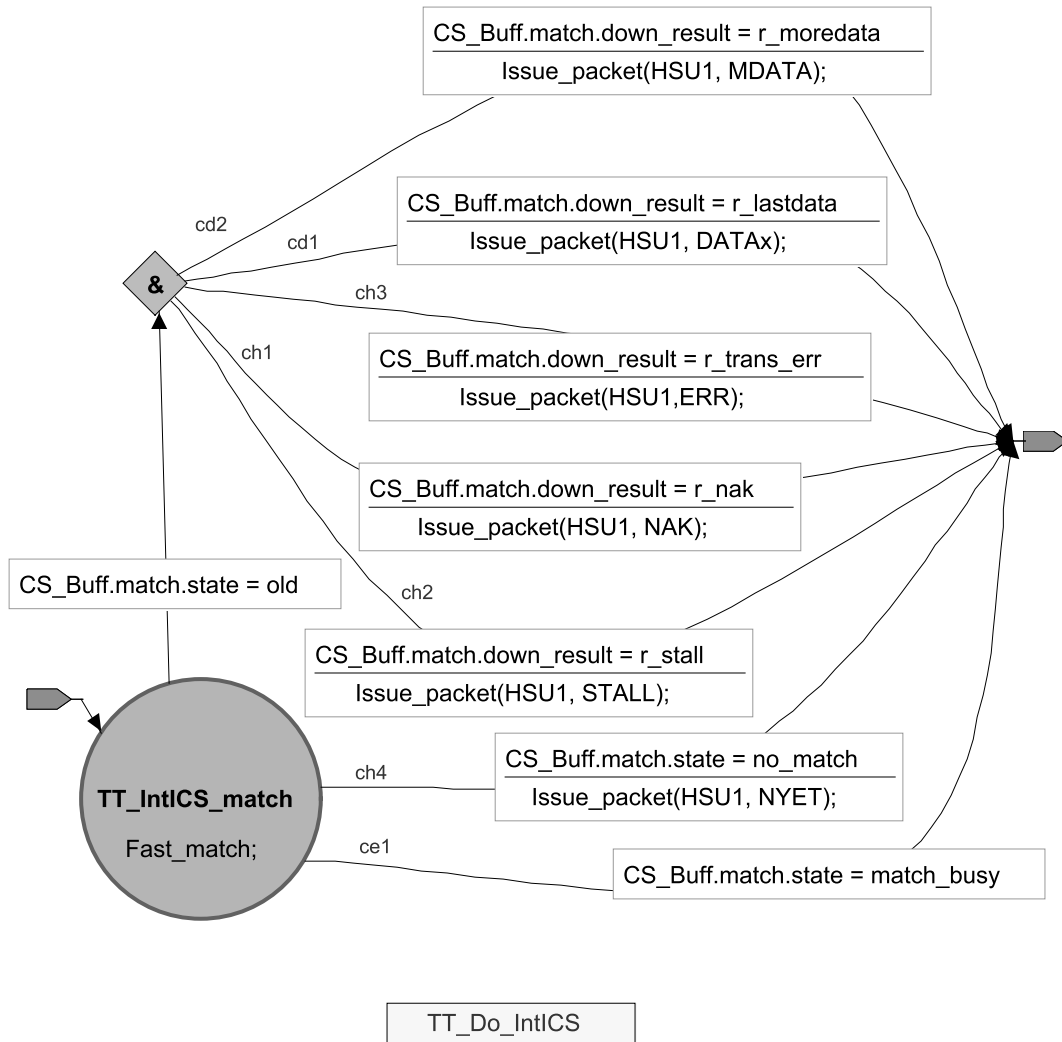 CS_Buff.match.down_result = r_moredata
Issue_packet(HSU1, MDATA);
cd2
CS_Buff.match.down_result = r_lastdata
cd1
Issue_packet(HSU1, DATAx);
&
ch3
ch1
CS_Buff.match.down_result = r_trans_err
Issue_packet(HSU1,ERR);
CS_Buff.match.down_result = r_nak
Issue_packet(HSU1, NAK);
CS_Buff.match.state = old
ch2
CS_Buff.match.down_result = r_stall
Issue_packet(HSU1, STALL);
ch4
CS_Buff.match.state = no_match
Issue_packet(HSU1, NYET);
TT_IntICS_match
Fast_match;
ce1
CS_Buff.match.state = match_busy
TT_Do_IntICS